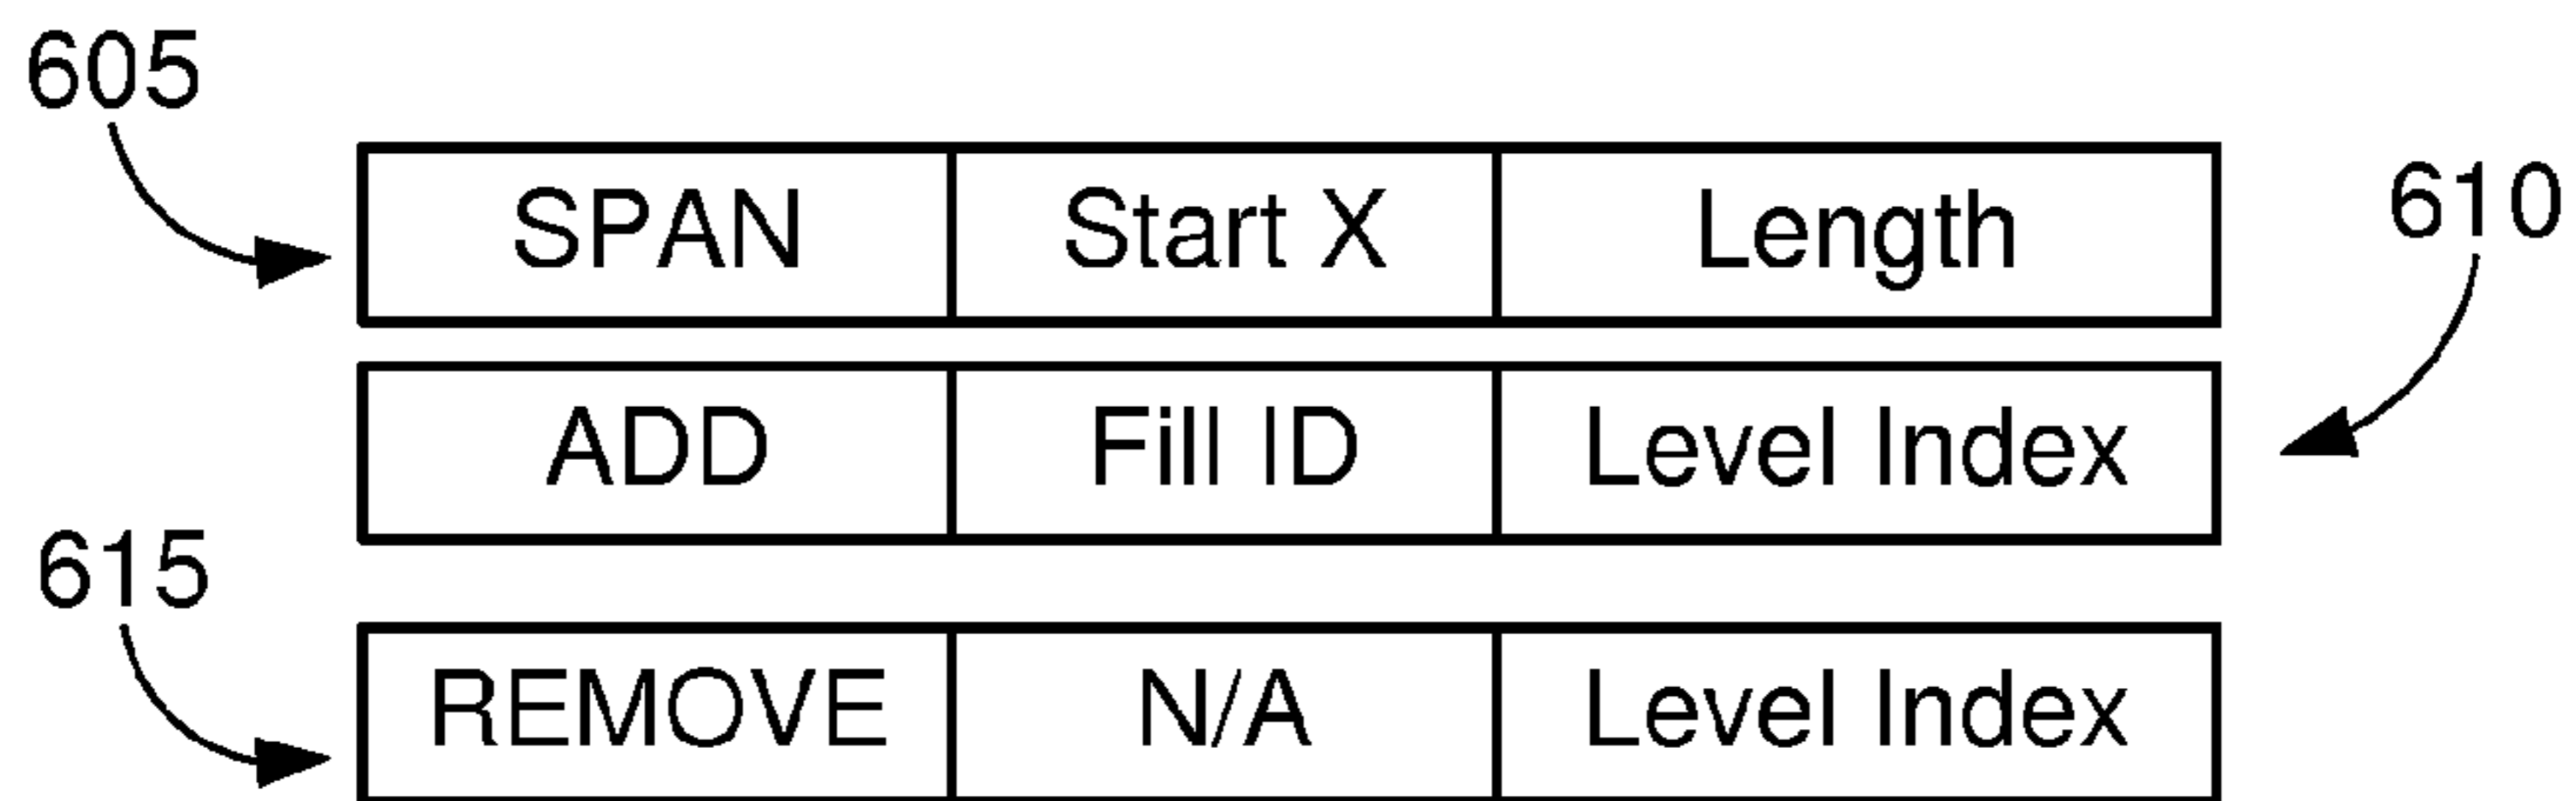 605
SPAN Start X Length
610
ADD Fill ID Level Index
615
REMOVE N/A Level Index